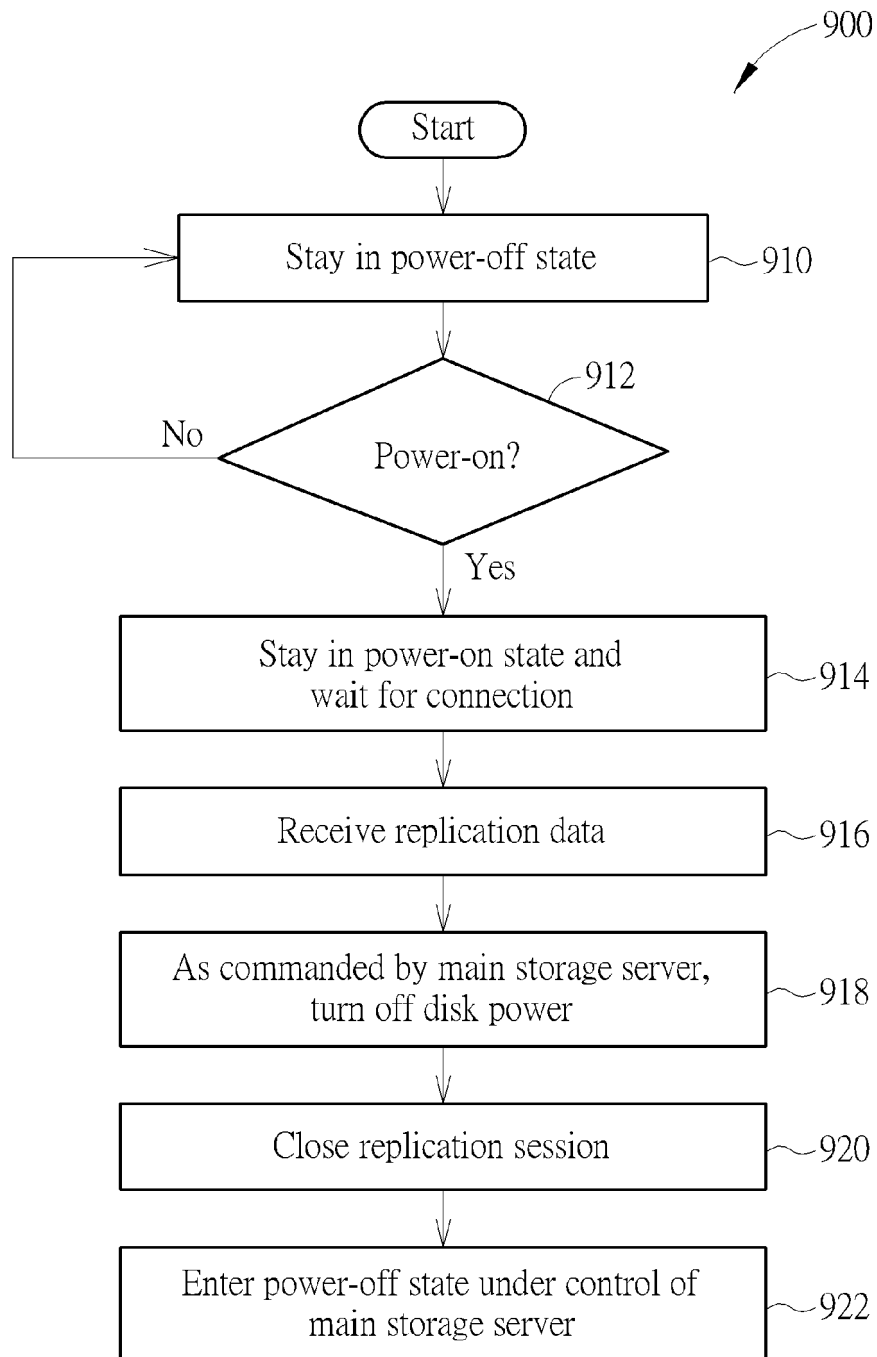 900
Start
Stay in power-off state
910
912
Power-on?
No
Yes
Stay in power-on state and
wait for connection
914
Receive replication data
916
As commanded by main storage server,
turn off disk power
918
Close replication session
920
Enter power-off state under control of
main storage server
922